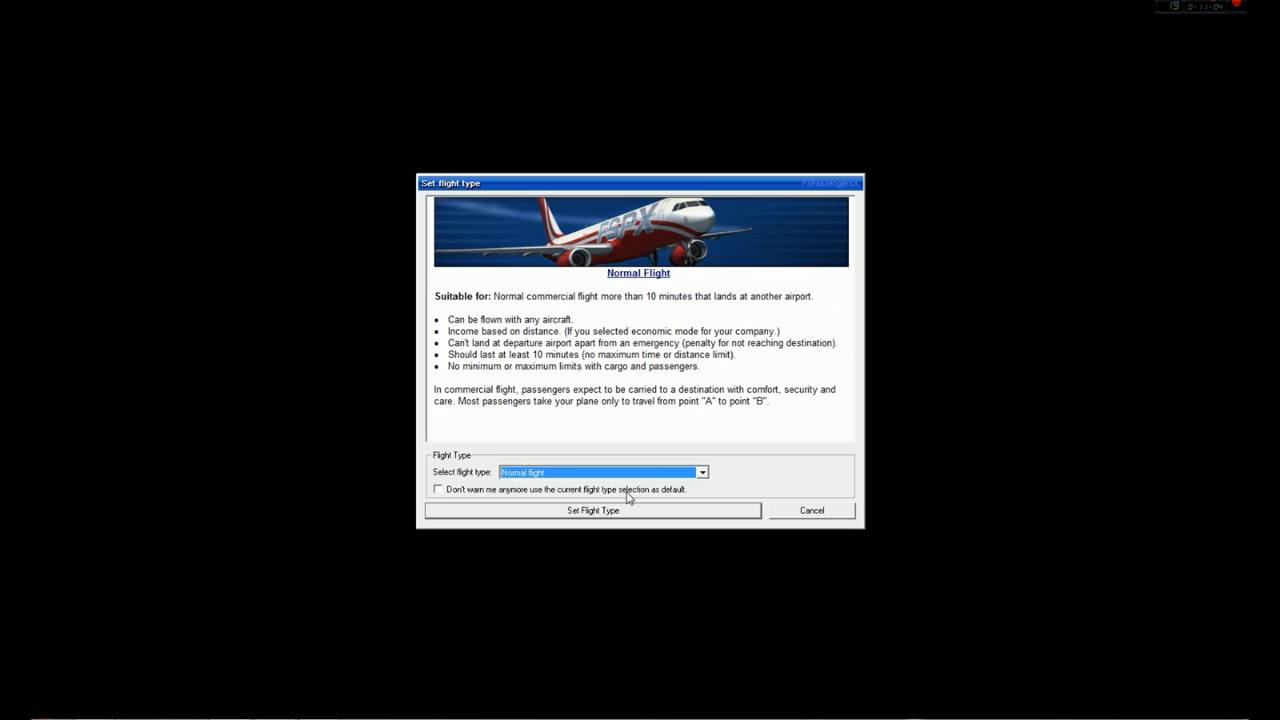 19 0:11:04
Set flight type
FsPassengersX
FSPX
Normal Flight
Suitable for: Normal commercial flight more than 10 minutes that lands at another airport.
• Can be flown with any aircraft.
• Income based on distance. (If you selected economic mode for your company.)
• Can't land at departure airport apart from an emergency (penalty for not reaching destination).
• Should last at least 10 minutes (no maximum time or distance limit).
• No minimum or maximum limits with cargo and passengers.
In commercial flight, passengers expect to be carried to a destination with comfort, security and
care. Most passengers take your plane only to travel from point "A" to point "B".
Flight Type
Select flight type: Normal flight
Don't warn me anymore use the current flight type selection as default.
Set Flight Type Cancel